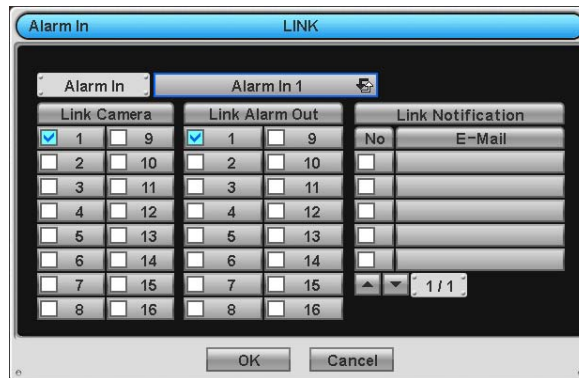 Alarm In LINK
Alarm In Alarm In 1
Link Camera Link Alarm Out Link Notification
1 9 1 9 No E-Mail
2 10 2 10
3 11 3 11
4 12 4 12
5 13 5 13
6 14 6 14
7 15 7 15 1/1
8 16 8 16
OK Cancel